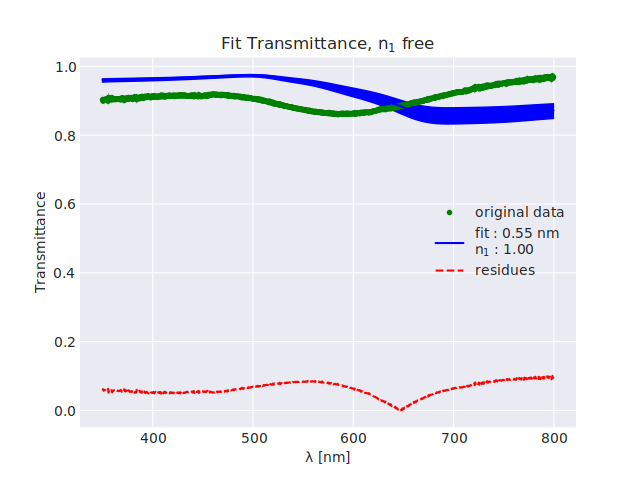 Fit Transmittance, n₁ free
1.0
0.8
0.6
0.4
0.2
0.0
Transmittance
original data
fit : 0.55 nm
n₁ : 1.00
residues
400
500
600
700
800
λ [nm]